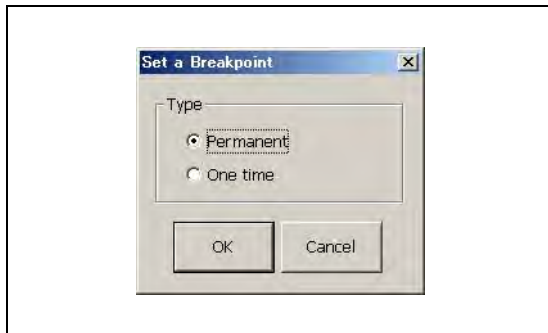 Set a Breakpoint
Type
Permanent
One time
OK
Cancel